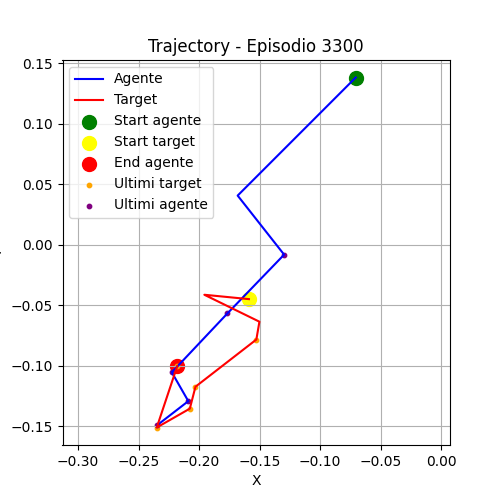 Trajectory - Episodio 3300
Agente
Target
Start agente
Start target
End agente
Ultimi target
Ultimi agente
0.15
0.10
0.05
0.00
−0.05
−0.10
−0.15
−0.30
−0.25
−0.20
−0.15
−0.10
−0.05
0.00
X